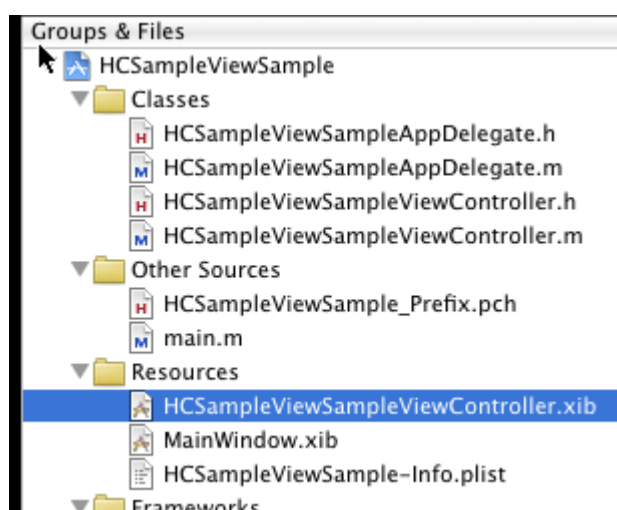 Groups & Files
HCSampleViewSample
Classes
HCSampleViewSampleAppDelegate.h
HCSampleViewSampleAppDelegate.m
HCSampleViewSampleViewController.h
HCSampleViewSampleViewController.m
Other Sources
HCSampleViewSample_Prefix.pch
main.m
Resources
HCSampleViewSampleViewController.xib
MainWindow.xib
HCSampleViewSample-Info.plist
Frameworks